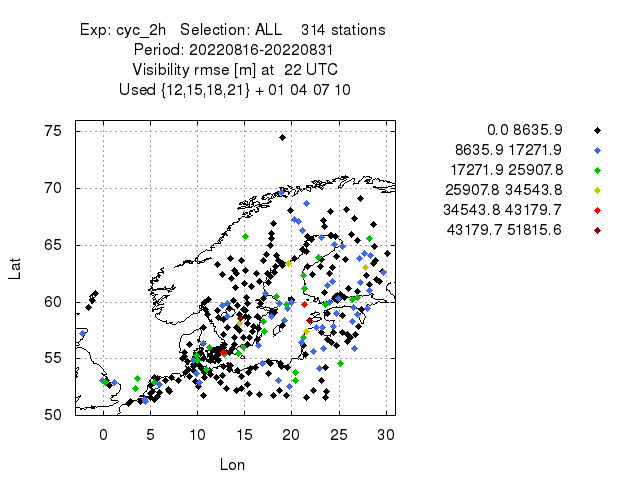 Exp: cyc_2h Selection: ALL 314 stations
Period: 20220816-20220831
Visibility rmse [m] at 22 UTC
Used {12,15,18,21} + 01 04 07 10
0.0 8635.9
8635.9 17271.9
17271.9 25907.8
25907.8 34543.8
34543.8 43179.7
43179.7 51815.6
75
70
65
60
55
50
Lat
0 5 10 15 20 25 30
Lon